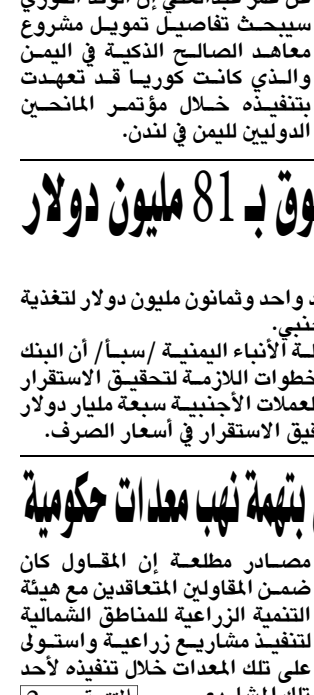 سيبحث تفاصيل تمويل مشروع
معاهد الصالح الذكية في اليمن
والذي كانت كوريا قد تعهدت
بتنفيذه خلال مؤتمر المانحين
الدوليين لليمن في لندن.
بـ 81 مليون دولار
واحد وثمانون مليون دولار لتغذية
الأنباء اليمنية /سبأ/ أن البنك
خطوات اللازمة لتحقيق الاستقرار
لعملات الأجنبية سبعة مليار دولار
الاستقرار في أسعار الصرف.
بتهمة نهب معدات حكومية
مصادر مطلعة إن المقاول كان
ضمن المقاولين المتعاقدين مع هيئة
التنمية الزراعية للمناطق الشمالية
لتنفيذ مشاريع زراعية واستولى
على تلك المعدات خلال تنفيذه لأحد